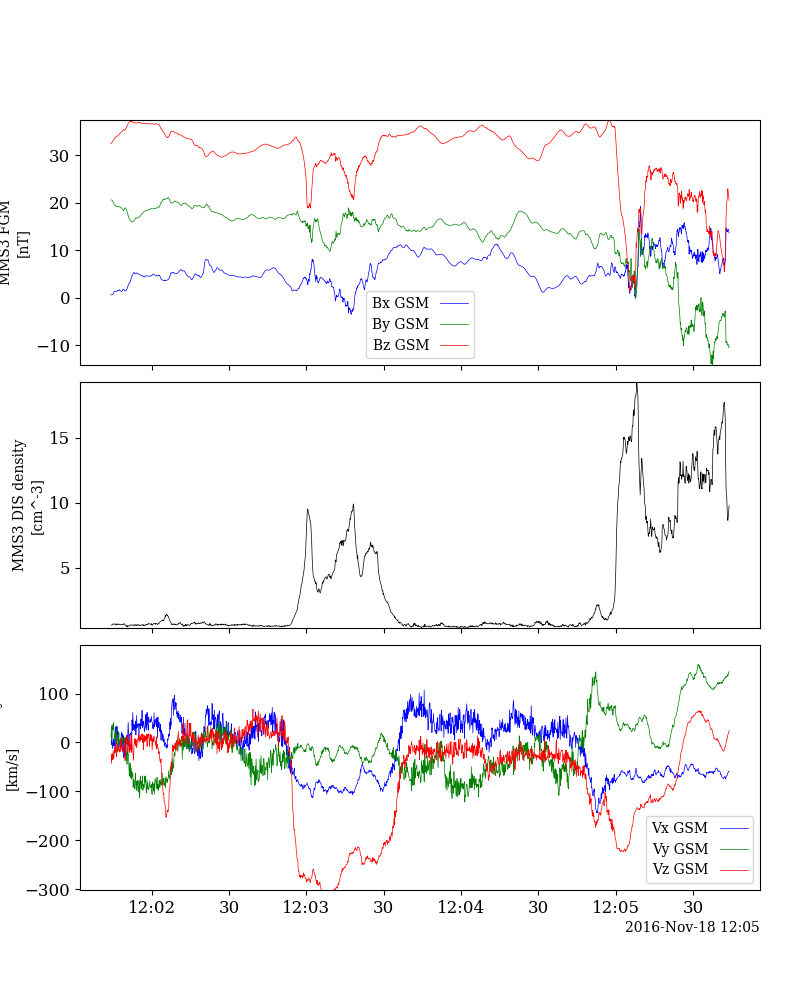 30
20
10
0
−10
MMS3 FGM
[nT]
Bx GSM
By GSM
Bz GSM
15
10
5
MMS3 DIS density
[cm^-3]
100
0
−100
−200
−300
[km/s]
Vx GSM
Vy GSM
Vz GSM
12:02 30 12:03 30 12:04 30 12:05 30
2016-Nov-18 12:05